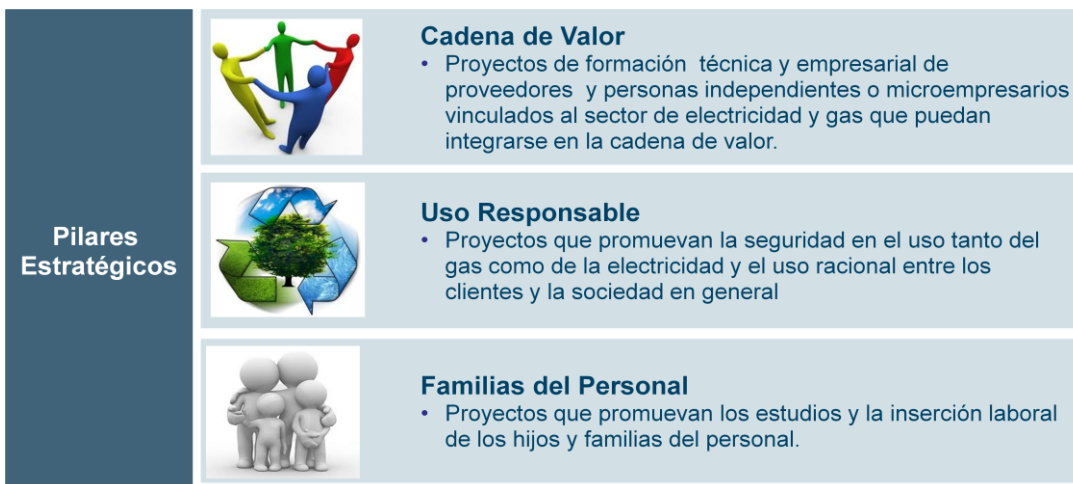 Pilares
Estratégicos
Cadena de Valor
• Proyectos de formación técnica y empresarial de
proveedores y personas independientes o microempresarios
vinculados al sector de electricidad y gas que puedan
integrarse en la cadena de valor.
Uso Responsable
• Proyectos que promuevan la seguridad en el uso tanto del
gas como de la electricidad y el uso racional entre los
clientes y la sociedad en general
Familias del Personal
• Proyectos que promuevan los estudios y la inserción laboral
de los hijos y familias del personal.